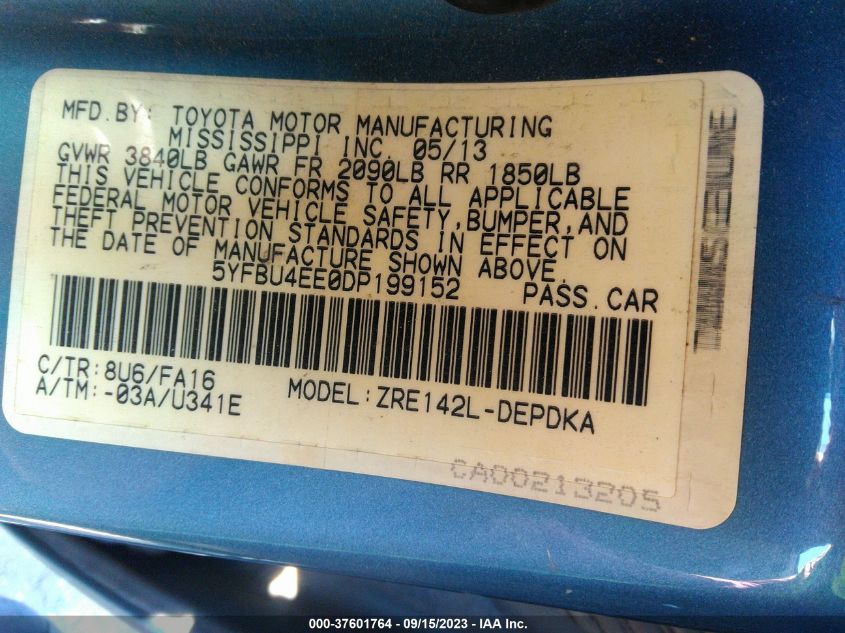 MFD.BY: TOYOTA MOTOR MANUFACTURING
MISSISSIPPI INC. 05/13
GVWR 3840LB GAWR FR 2090LB RR 1850LB
THIS VEHICLE CONFORMS TO ALL APPLICABLE
FEDERAL MOTOR VEHICLE SAFETY,BUMPER,AND
THEFT PREVENTION STANDARDS IN EFFECT ON
THE DATE OF MANUFACTURE SHOWN ABOVE.
5YFBU4EE0DP199152 PASS.CAR
C/TR:8U6/FA16
A/TM:-03A/U341E MODEL:ZRE142L-DEPDKA
CA00213205
000-37601764 - 09/15/2023 - IAA Inc.